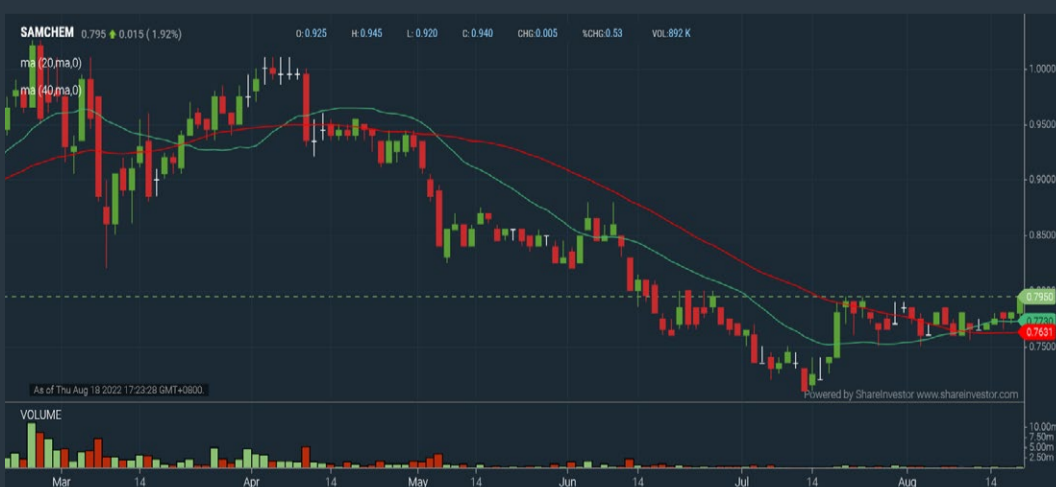 SAMCHEM 0.795 0.015 ( 1.92%) O: 0.925 H: 0.945 L: 0.920 C: 0.940 CHG:0.005 %CHG:0.53 VOL:892 K
ma (20,ma,0)
ma (40,ma,0)
1.0000
0.9500
0.9000
0.8500
0.7950
0.7730
0.7631
0.7500
As of Thu Aug 18 2022 17:23:28 GMT+0800.
Powered by ShareInvestor www.shareinvestor.com
VOLUME
10.00m
7.50m
5.00m
2.50m
Mar 14 Apr 14 May 14 Jun 14 Jul 14 Aug 14